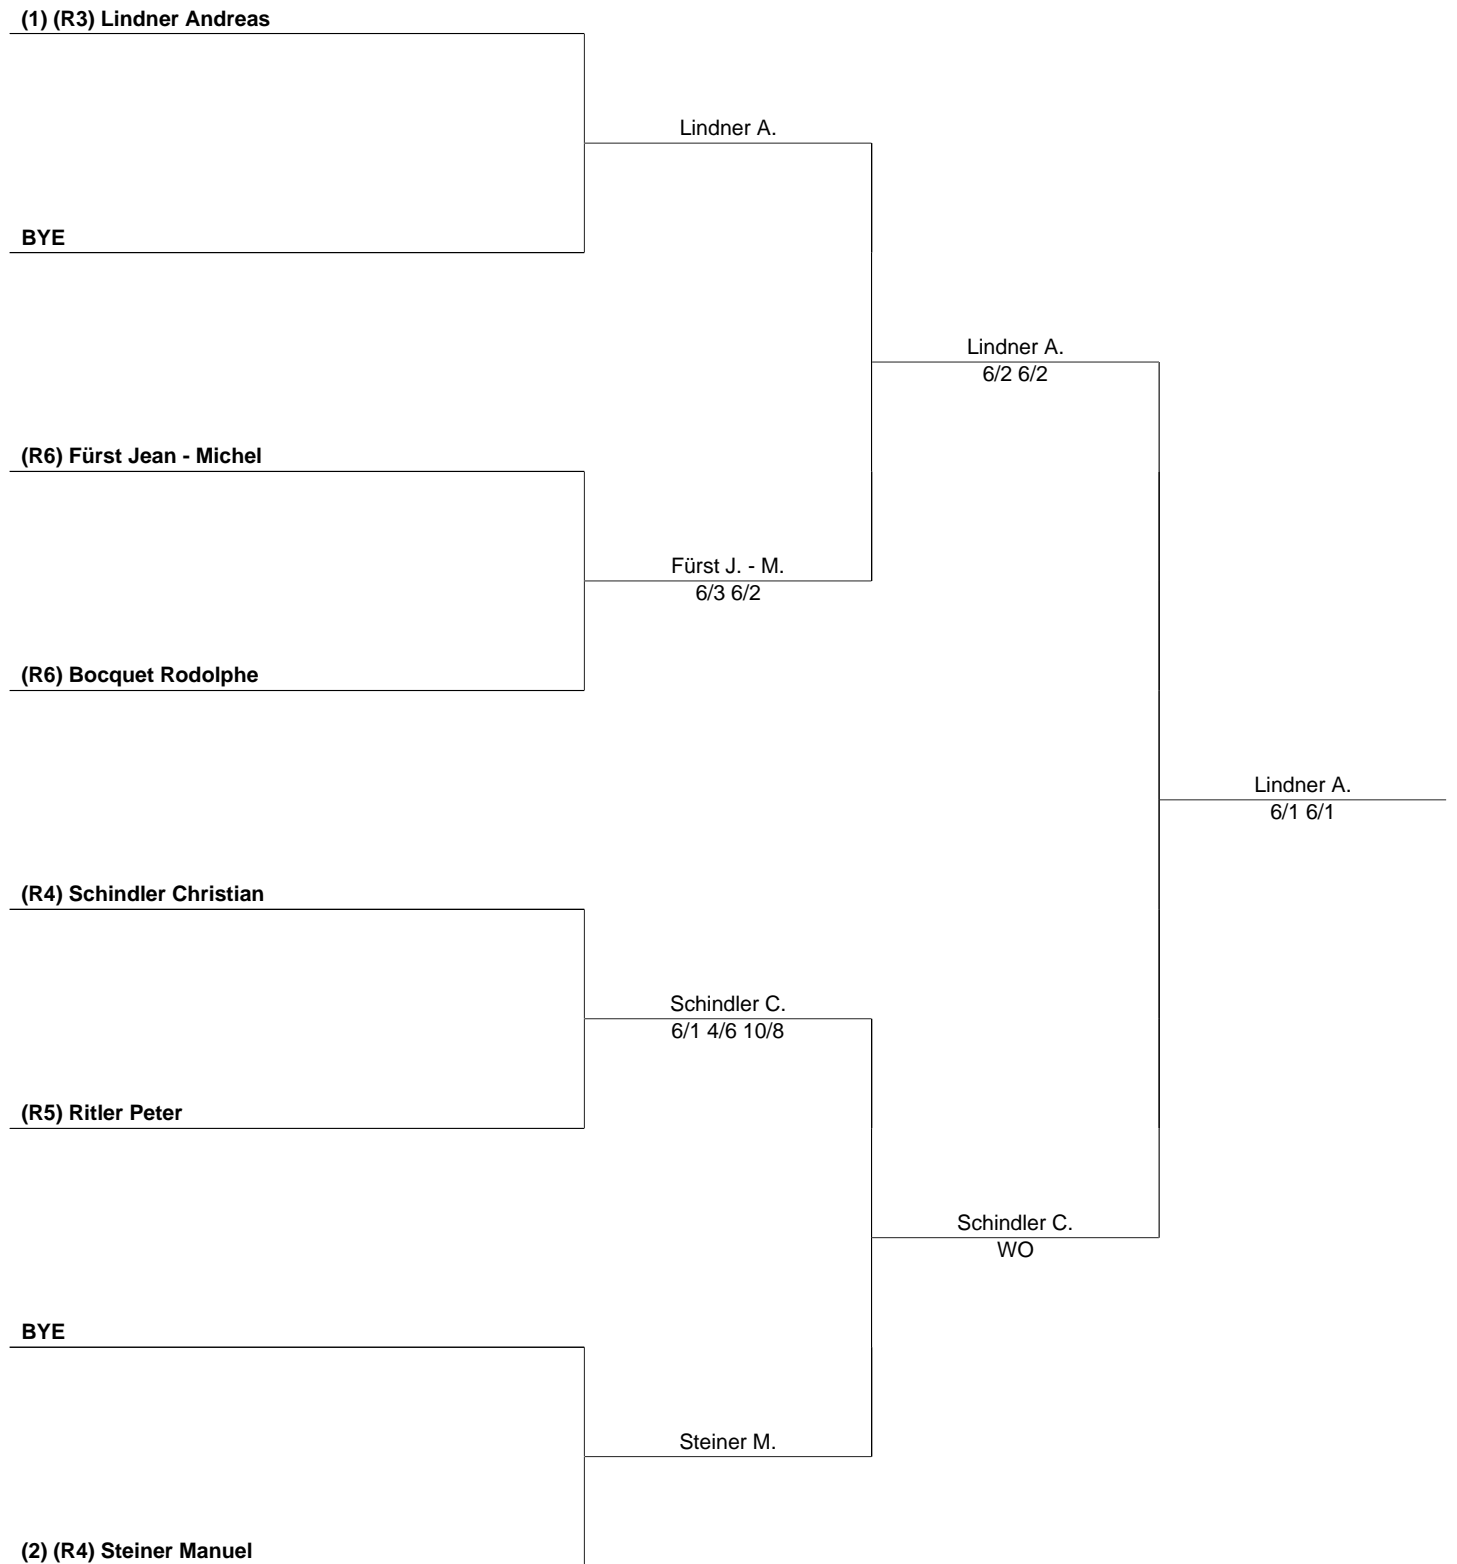 (1) (R3) Lindner Andreas
Lindner A.
BYE
Lindner A.
6/2 6/2
(R6) Fürst Jean - Michel
Fürst J. - M.
6/3 6/2
(R6) Bocquet Rodolphe
Lindner A.
6/1 6/1
(R4) Schindler Christian
Schindler C.
6/1 4/6 10/8
(R5) Ritler Peter
Schindler C.
WO
BYE
Steiner M.
(2) (R4) Steiner Manuel